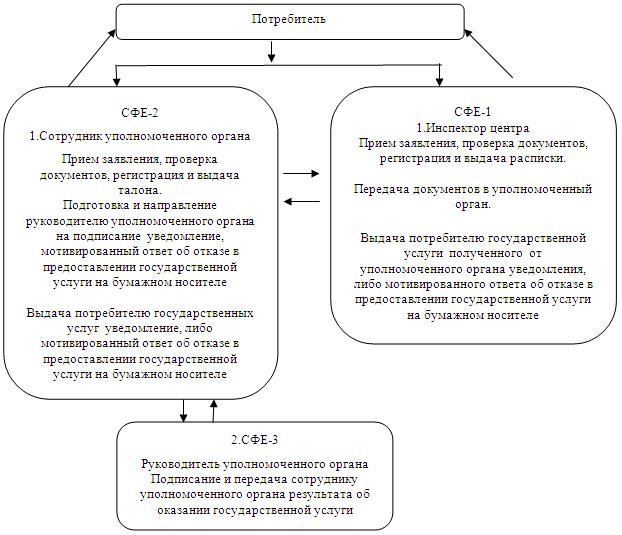 Потребитель
СФЕ-2
1.Сотрудник уполномоченного органа
Прием заявления, проверка
документов, регистрация и выдача
талона.
Подготовка и направление
руководителю уполномоченного органа
на подписание уведомление,
мотивированный ответ об отказе в
предоставлении государственной
услуги на бумажном носителе
Выдача потребителю государственных
услуг уведомление, либо
мотивированный ответ об отказе в
предоставлении государственной
услуги на бумажном носителе
СФЕ-1
1.Инспектор центра
Прием заявления, проверка документов,
регистрация и выдача расписки.
Передача документов в уполномоченный
орган.
Выдача потребителю государственной
услуги полученного от
уполномоченного органа уведомления,
либо мотивированного ответа об отказе в
предоставлении государственной услуги
на бумажном носителе
2.СФЕ-3
Руководитель уполномоченного органа
Подписание и передача сотруднику
уполномоченного органа результата об
оказании государственной услуги